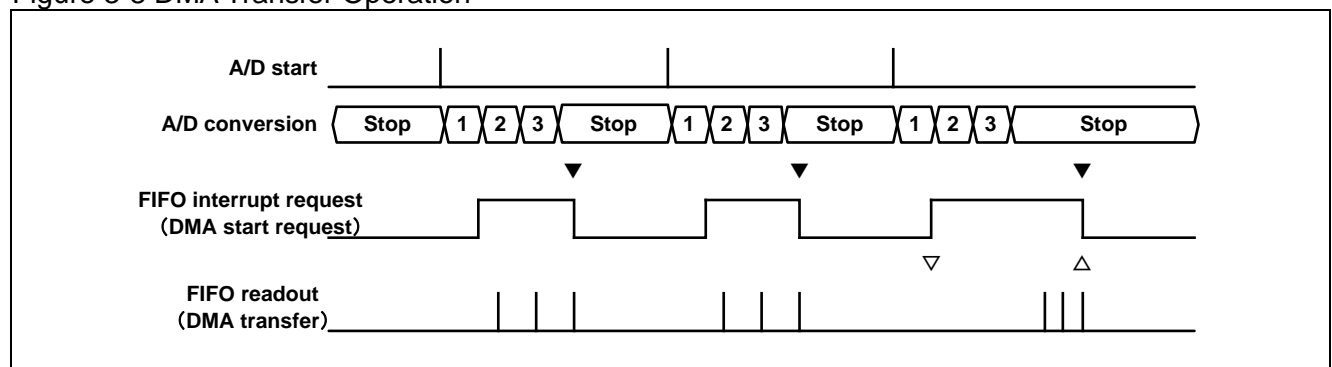 Figure 3-3 DMA Transfer Operation
A/D start
A/D conversion Stop 1 2 3 Stop 1 2 3 Stop 1 2 3 Stop
FIFO interrupt request
（DMA start request）
FIFO readout
（DMA transfer）